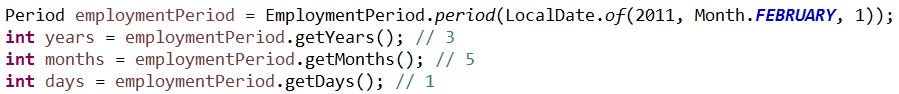 Period employmentPeriod = EmploymentPeriod.period(LocalDate.of(2011, Month.FEBRUARY, 1));
int years = employmentPeriod.getYears(); // 3
int months = employmentPeriod.getMonths(); // 5
int days = employmentPeriod.getDays(); // 1